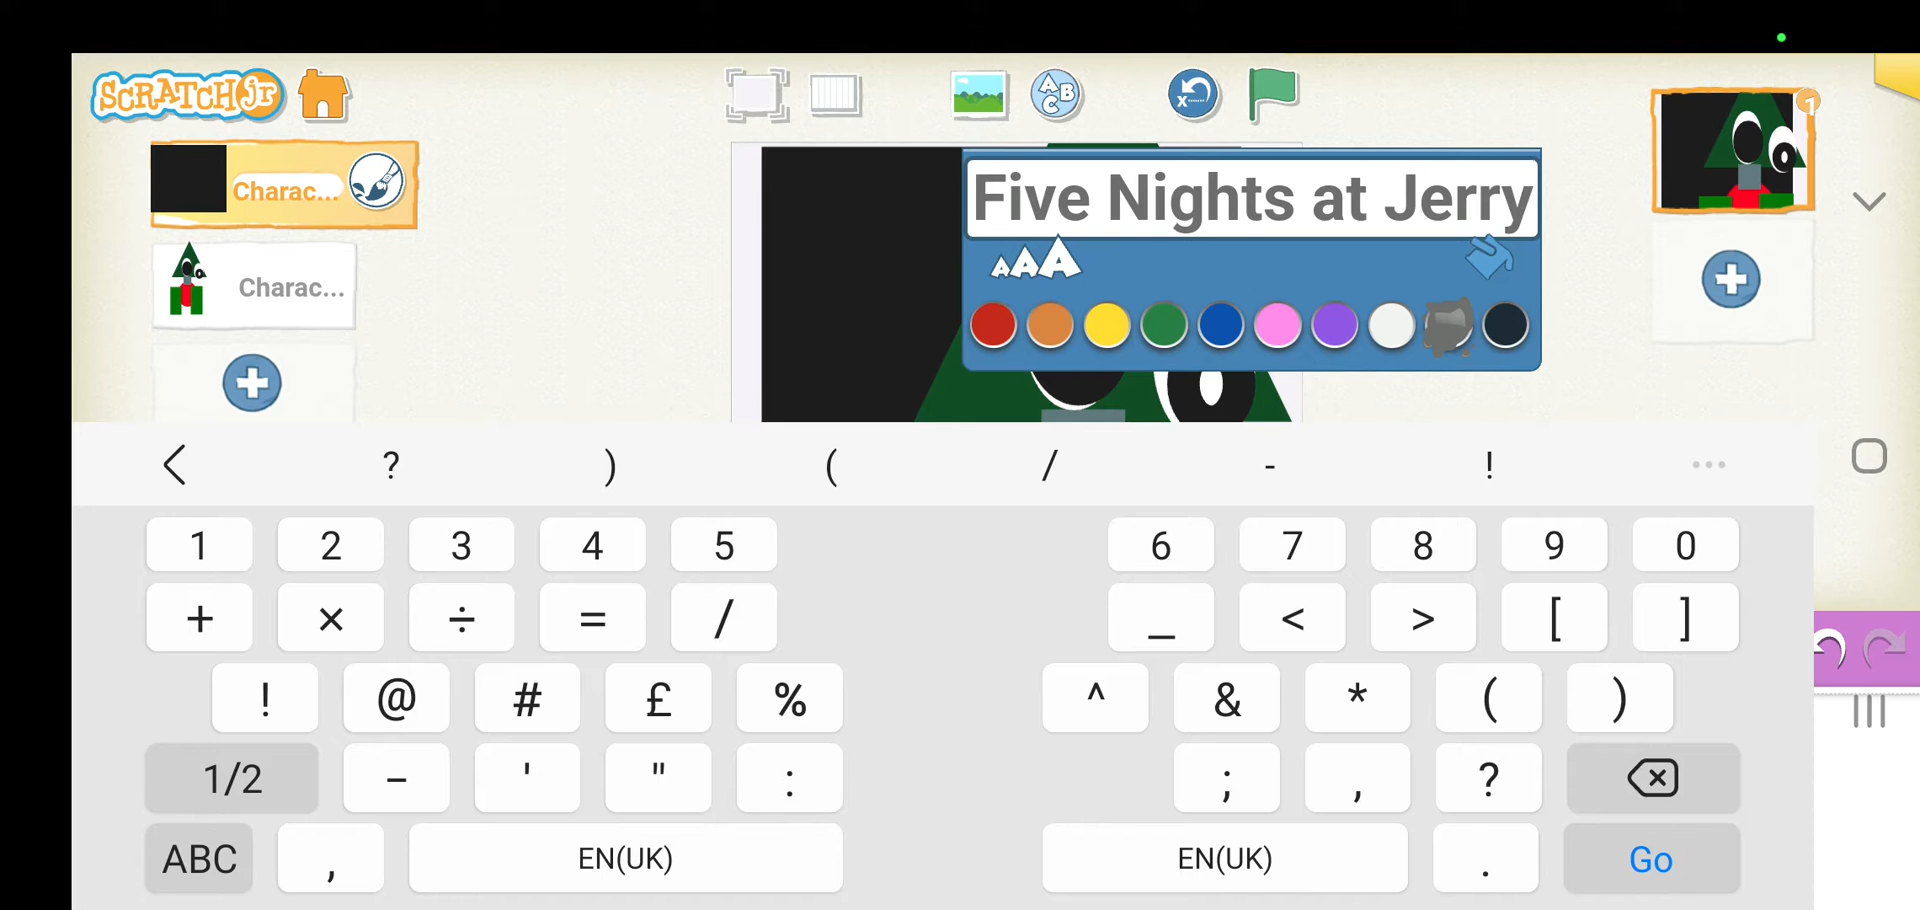 SCRATCHJr
ABC
x
1
Charac...
Five Nights at Jerry
AAA
Charac...
? ) ( / - ! ...
1 2 3 4 5 6 7 8 9 0
+ × ÷ = / _ < > [ ]
! @ # £ % ^ & * ( )
1/2 - ' " : ; , ?
ABC , EN(UK) EN(UK) . Go